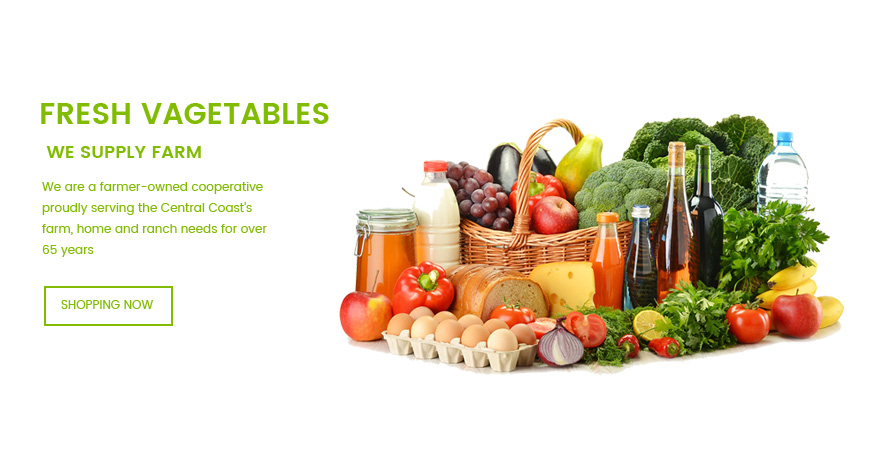 FRESH VAGETABLES
WE SUPPLY FARM
We are a farmer-owned cooperative
proudly serving the Central Coast's
farm, home and ranch needs for over
65 years
SHOPPING NOW